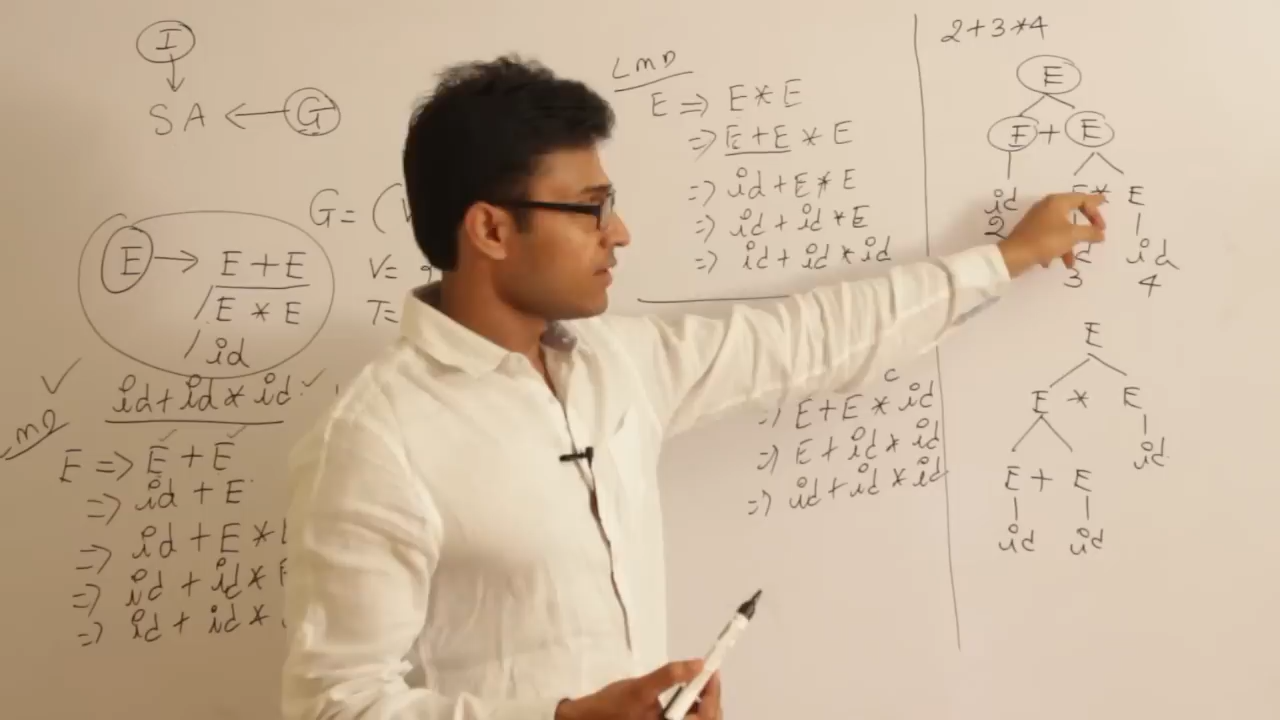 I
SA ← G
G = (V
V=
T=
E → E + E
/ E * E
/ id
id + id * id
LMD
E => E + E
=> id + E
=> id + E *
=> id + id *
=> id + id *
LMD
E => E * E
=> E + E * E
=> id + E * E
=> id + id * E
=> id + id * id
=> E + E * id
=> E + id * id
=> id + id * id
2 + 3 * 4
E
E + E
id E * E
2 id id
3 4
E
E * E
E + E id
id id